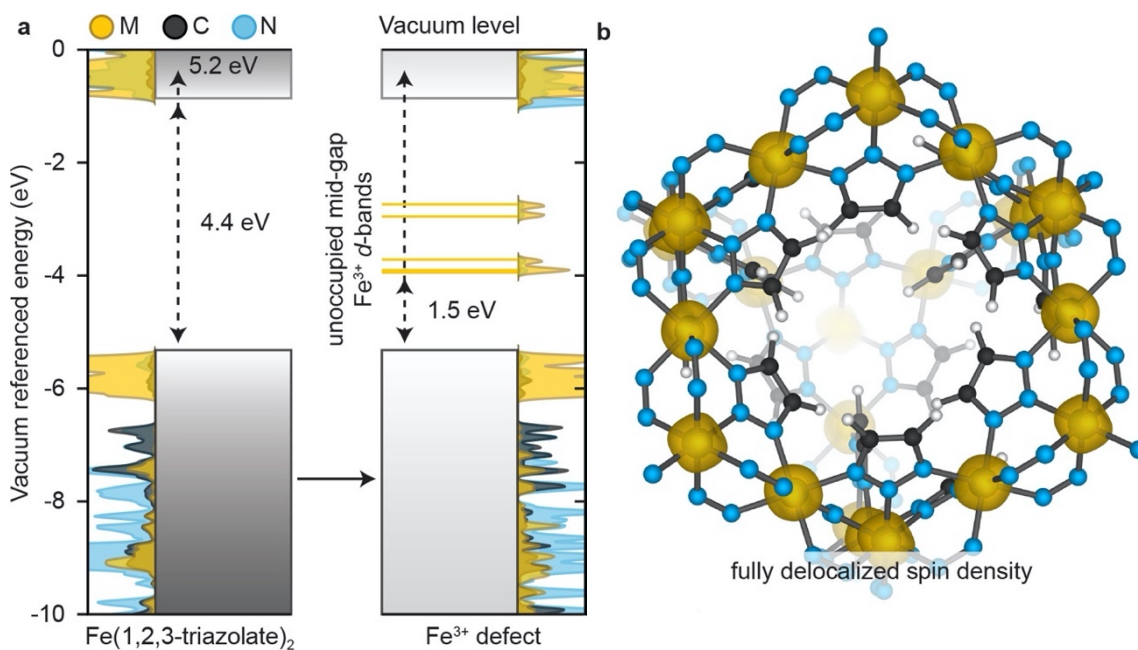 a
M C N
Vacuum level
b
0
-2
-4
-6
-8
-10
Vacuum referenced energy (eV)
5.2 eV
4.4 eV
unoccupied mid-gap
Fe³⁺ d-bands
1.5 eV
Fe(1,2,3-triazolate)₂
Fe³⁺ defect
fully delocalized spin density